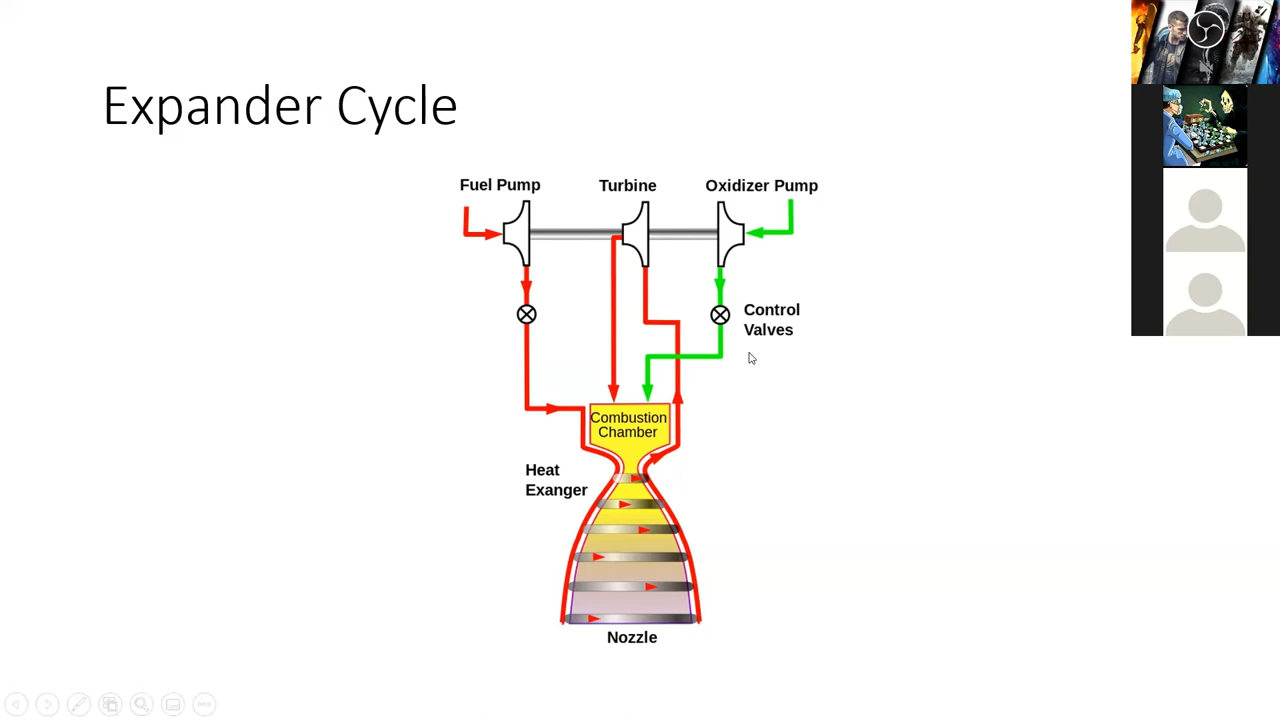 Expander Cycle
Fuel Pump
Turbine
Oxidizer Pump
Control
Valves
Combustion
Chamber
Heat
Exanger
Nozzle